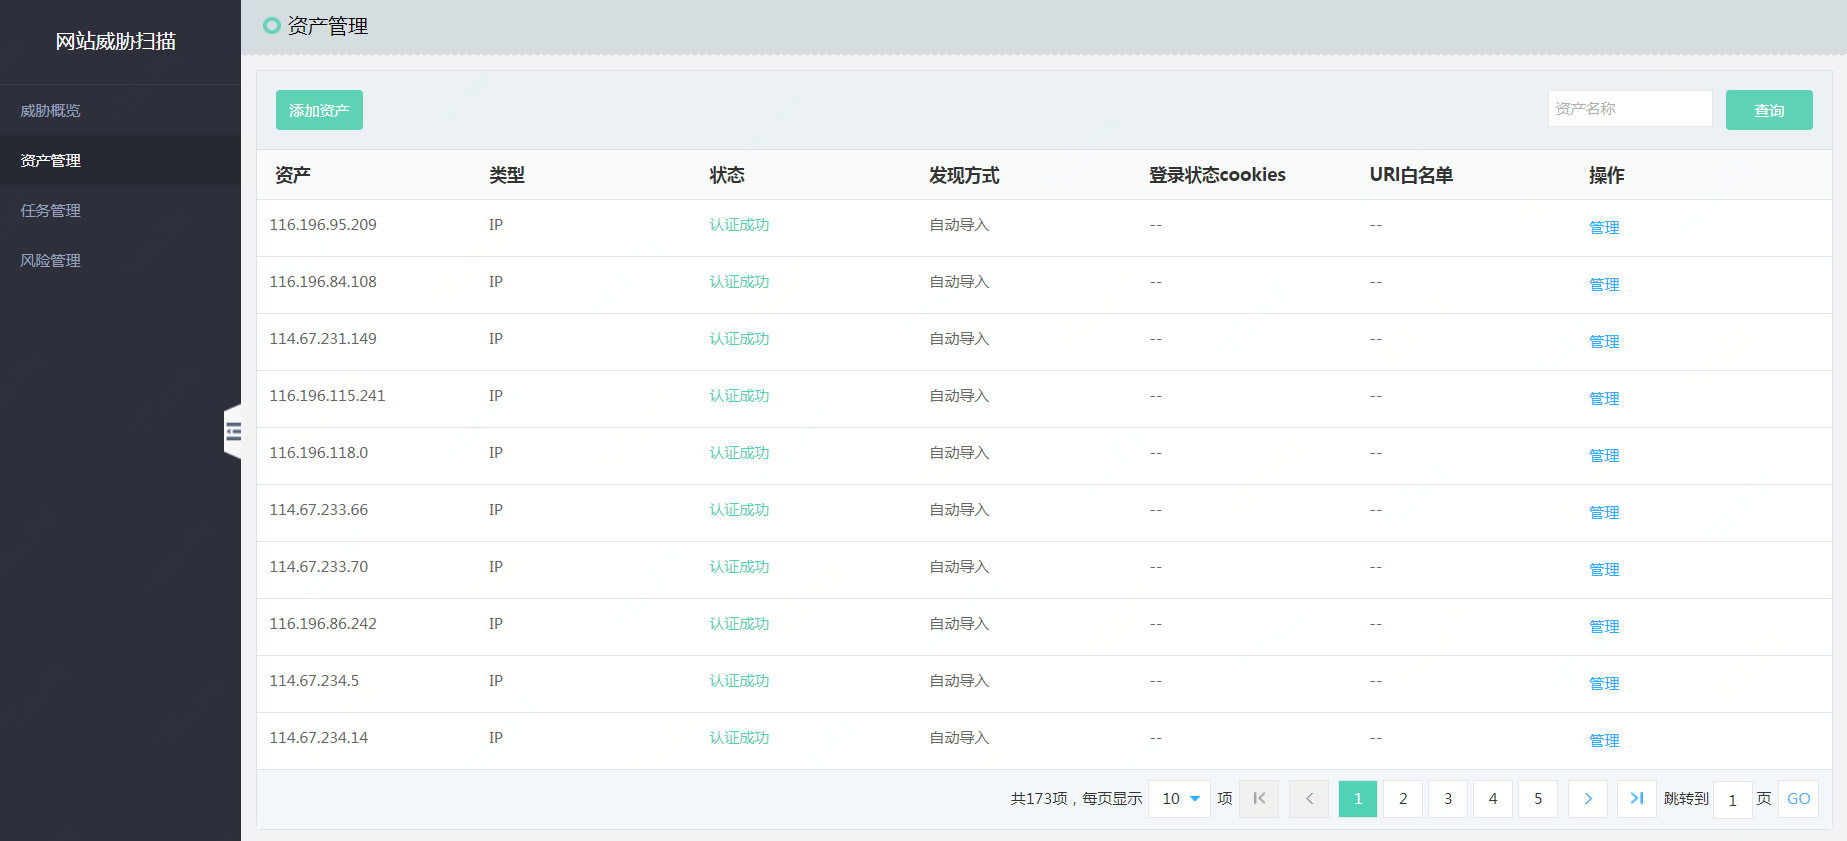 网站威胁扫描
威胁概览
资产管理
任务管理
风险管理
资产管理
添加资产 资产名称 查询
资产 类型 状态 发现方式 登录状态cookies URI白名单 操作
116.196.95.209 IP 认证成功 自动导入 -- -- 管理
116.196.84.108 IP 认证成功 自动导入 -- -- 管理
114.67.231.149 IP 认证成功 自动导入 -- -- 管理
116.196.115.241 IP 认证成功 自动导入 -- -- 管理
116.196.118.0 IP 认证成功 自动导入 -- -- 管理
114.67.233.66 IP 认证成功 自动导入 -- -- 管理
114.67.233.70 IP 认证成功 自动导入 -- -- 管理
116.196.86.242 IP 认证成功 自动导入 -- -- 管理
114.67.234.5 IP 认证成功 自动导入 -- -- 管理
114.67.234.14 IP 认证成功 自动导入 -- -- 管理
共173项，每页显示 10 项 1 2 3 4 5 跳转到 1 页 GO